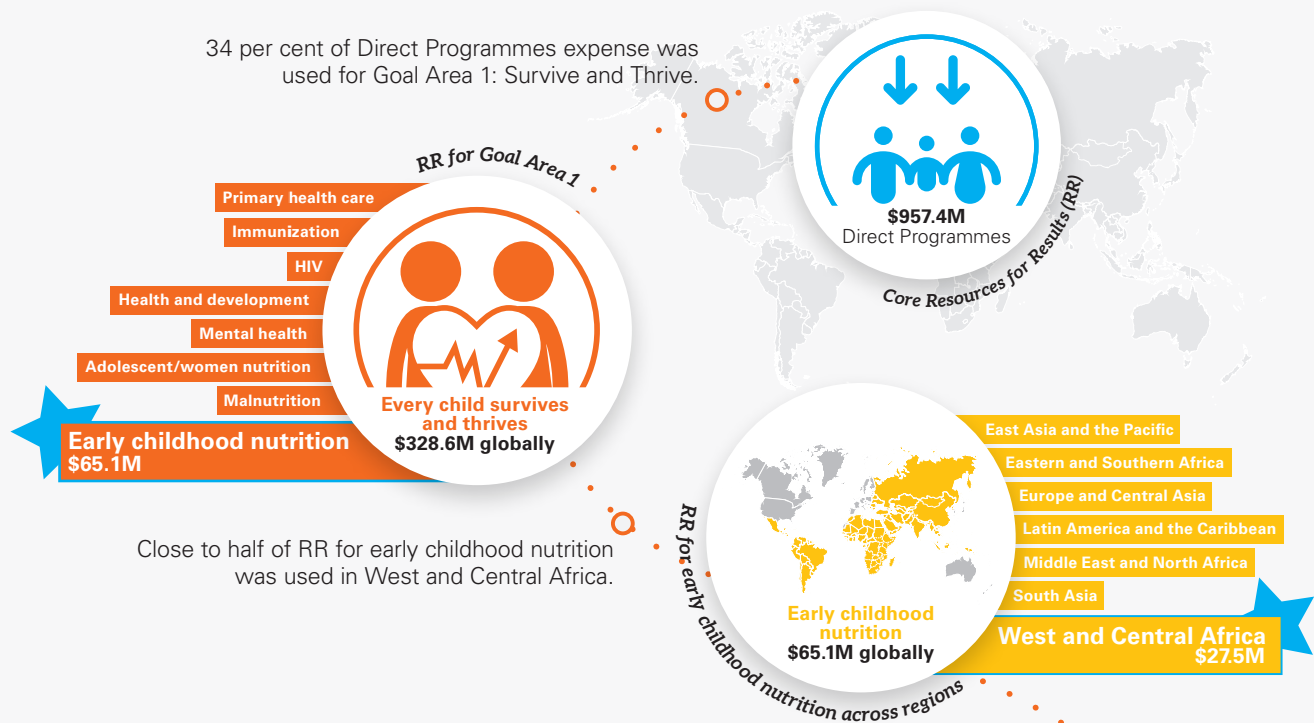 34 per cent of Direct Programmes expense was
used for Goal Area 1: Survive and Thrive.
$957.4M
Direct Programmes
Core Resources for Results (RR)
RR for Goal Area 1
Primary health care
Immunization
HIV
Health and development
Mental health
Adolescent/women nutrition
Malnutrition
Early childhood nutrition
$65.1M
Every child survives
and thrives
$328.6M globally
Close to half of RR for early childhood nutrition
was used in West and Central Africa.
RR for early childhood nutrition across regions
Early childhood
nutrition
$65.1M globally
East Asia and the Pacific
Eastern and Southern Africa
Europe and Central Asia
Latin America and the Caribbean
Middle East and North Africa
South Asia
West and Central Africa
$27.5M